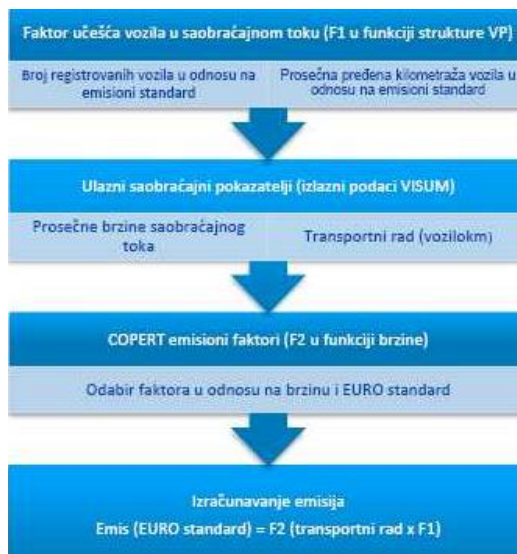 Faktor učešća vozila u saobraćajnom toku (F1 u funkciji strukture VP)
Broj registrovanih vozila u odnosu na
emisioni standard
Prosečna pređena kilometraža vozila u
odnosu na emisioni standard
Ulazni saobraćajni pokazatelji (izlazni podaci VISUM)
Prosečne brzine saobraćajnog
toka
Transportni rad (vozilokm)
COPERT emisioni faktori (F2 u funkciji brzine)
Odabir faktora u odnosu na brzinu i EURO standard
Izračunavanje emisija
Emis (EURO standard) = F2 (transportni rad x F1)